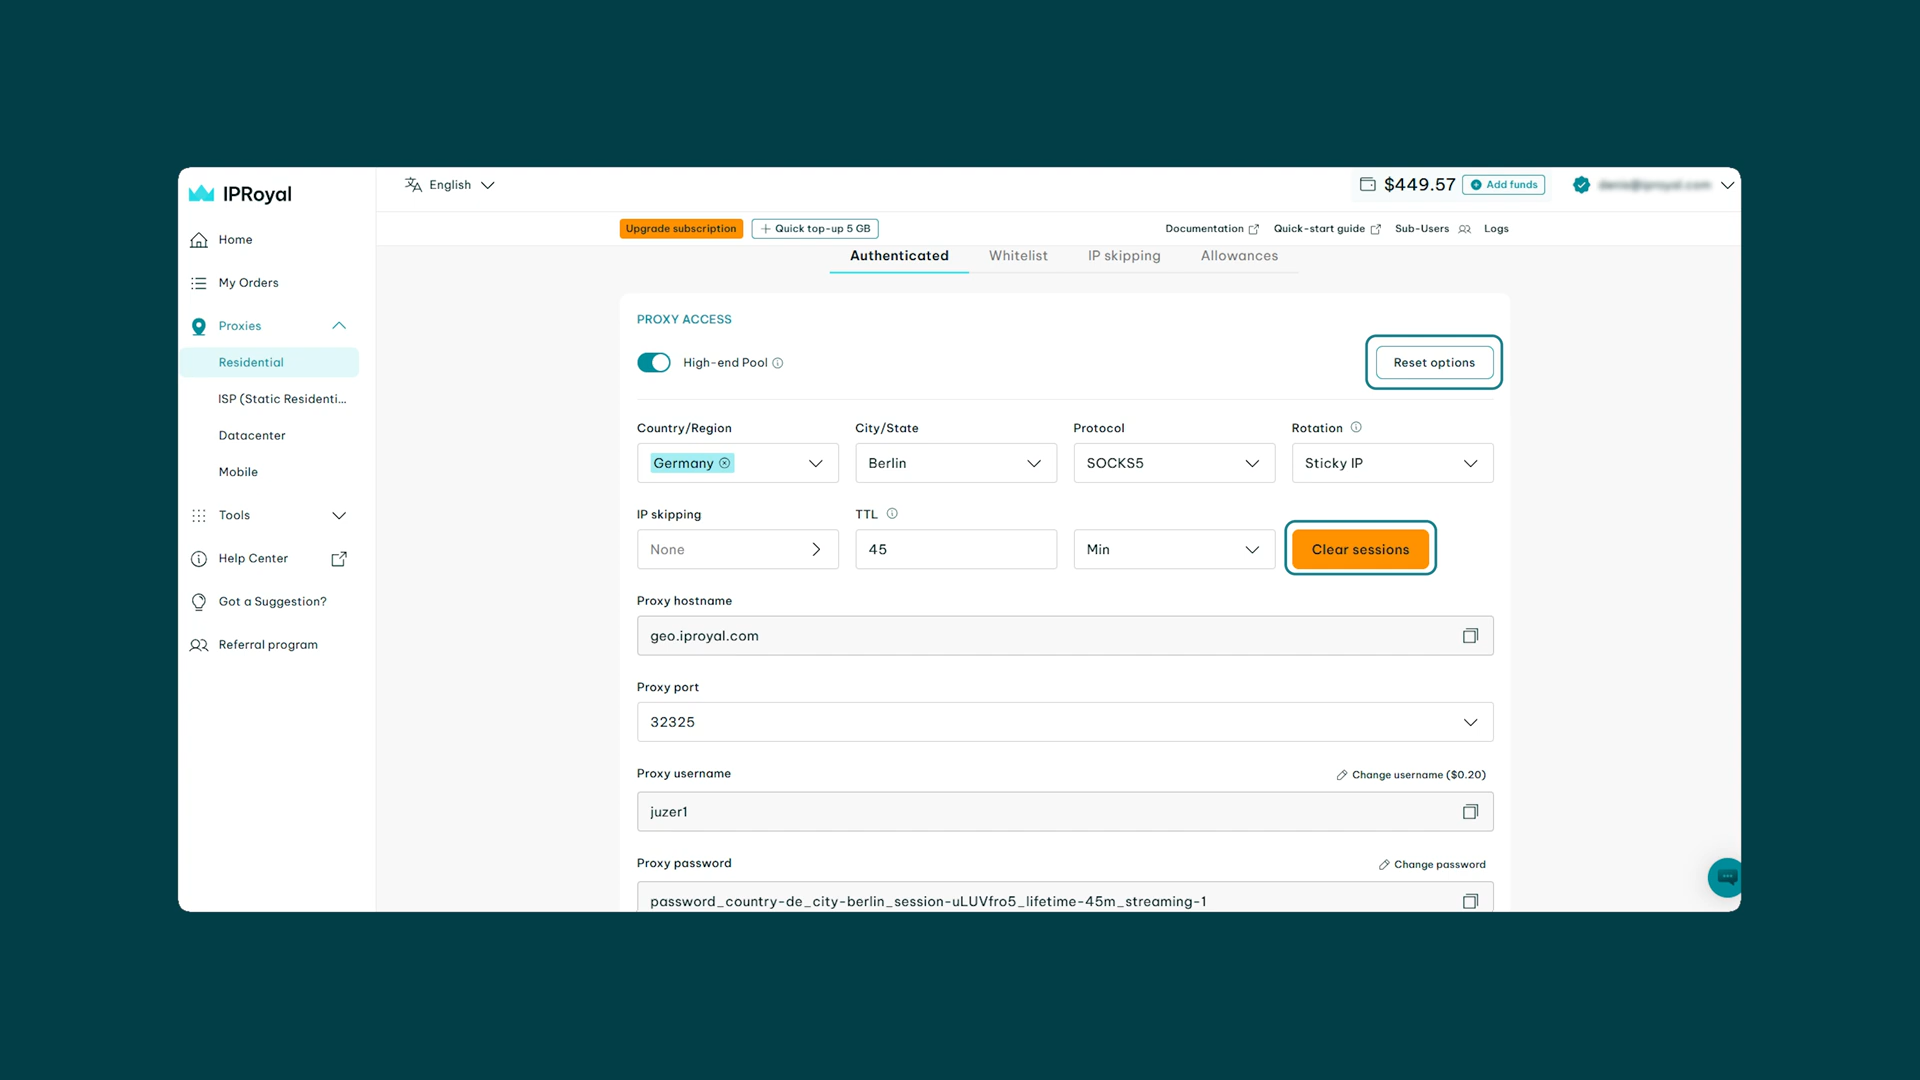 IPRoyal
English
$449.57
Add funds
Upgrade subscription
Quick top-up 5 GB
Documentation
Quick-start guide
Sub-Users
Logs
Home
My Orders
Proxies
Residential
ISP (Static Residenti...
Datacenter
Mobile
Tools
Help Center
Got a Suggestion?
Referral program
Authenticated
Whitelist
IP skipping
Allowances
PROXY ACCESS
High-end Pool
Reset options
Country/Region
City/State
Protocol
Rotation
Germany
Berlin
SOCKS5
Sticky IP
IP skipping
TTL
None
45
Min
Clear sessions
Proxy hostname
geo.iproyal.com
Proxy port
32325
Proxy username
Change username ($0.20)
juzer1
Proxy password
Change password
password_country-de_city-berlin_session-uLUVfro5_lifetime-45m_streaming-1